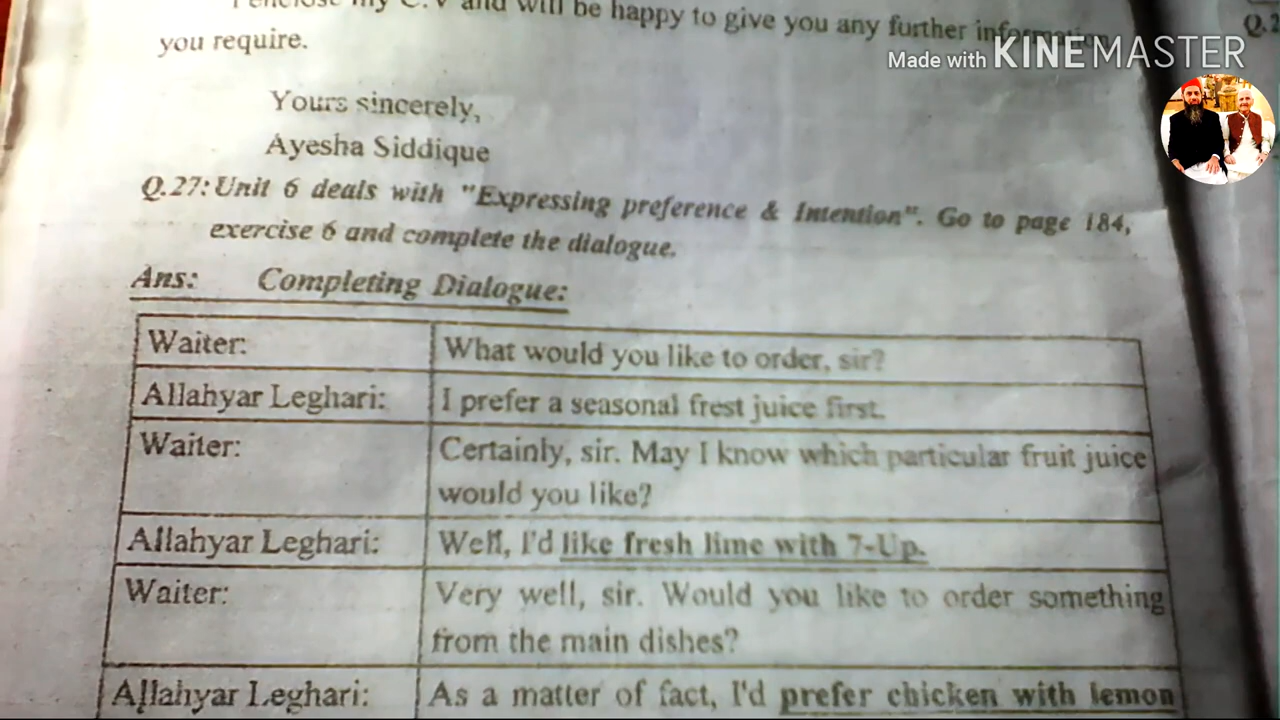 I enclose my C.V and will be happy to give you any further information
you require.
Made with KINEMASTER
Q.2
Yours sincerely,
Ayesha Siddique
Q.27: Unit 6 deals with "Expressing preference & Intention". Go to page 184,
exercise 6 and complete the dialogue.
Ans: Completing Dialogue:
Waiter: What would you like to order, sir?
Allahyar Leghari: I prefer a seasonal frest juice first.
Waiter: Certainly, sir. May I know which particular fruit juice
would you like?
Allahyar Leghari: Well, I'd like fresh lime with 7-Up.
Waiter: Very well, sir. Would you like to order something
from the main dishes?
Allahyar Leghari: As a matter of fact, I'd prefer chicken with lemon